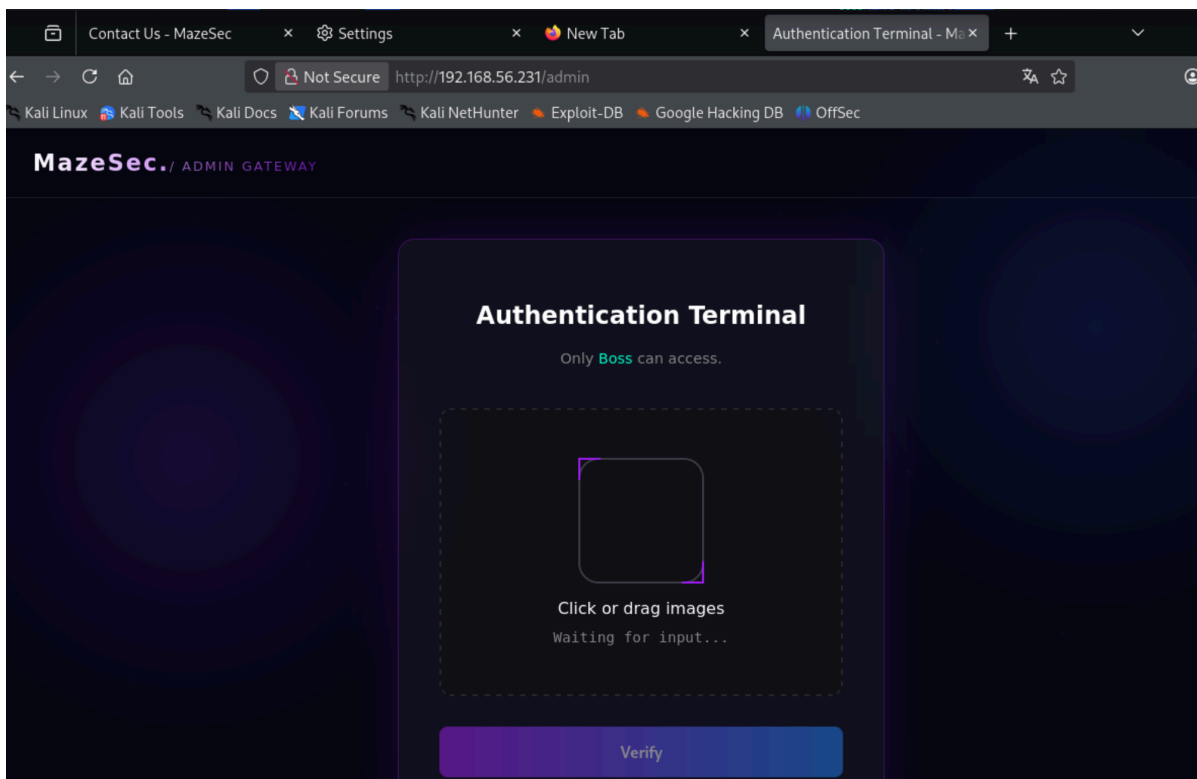 Contact Us - MazeSec × Settings × New Tab × Authentication Terminal - Ma × +
Not Secure http://192.168.56.231/admin
Kali Linux Kali Tools Kali Docs Kali Forums Kali NetHunter Exploit-DB Google Hacking DB OffSec
MazeSec./ ADMIN GATEWAY
Authentication Terminal
Only Boss can access.
Click or drag images
Waiting for input...
Verify